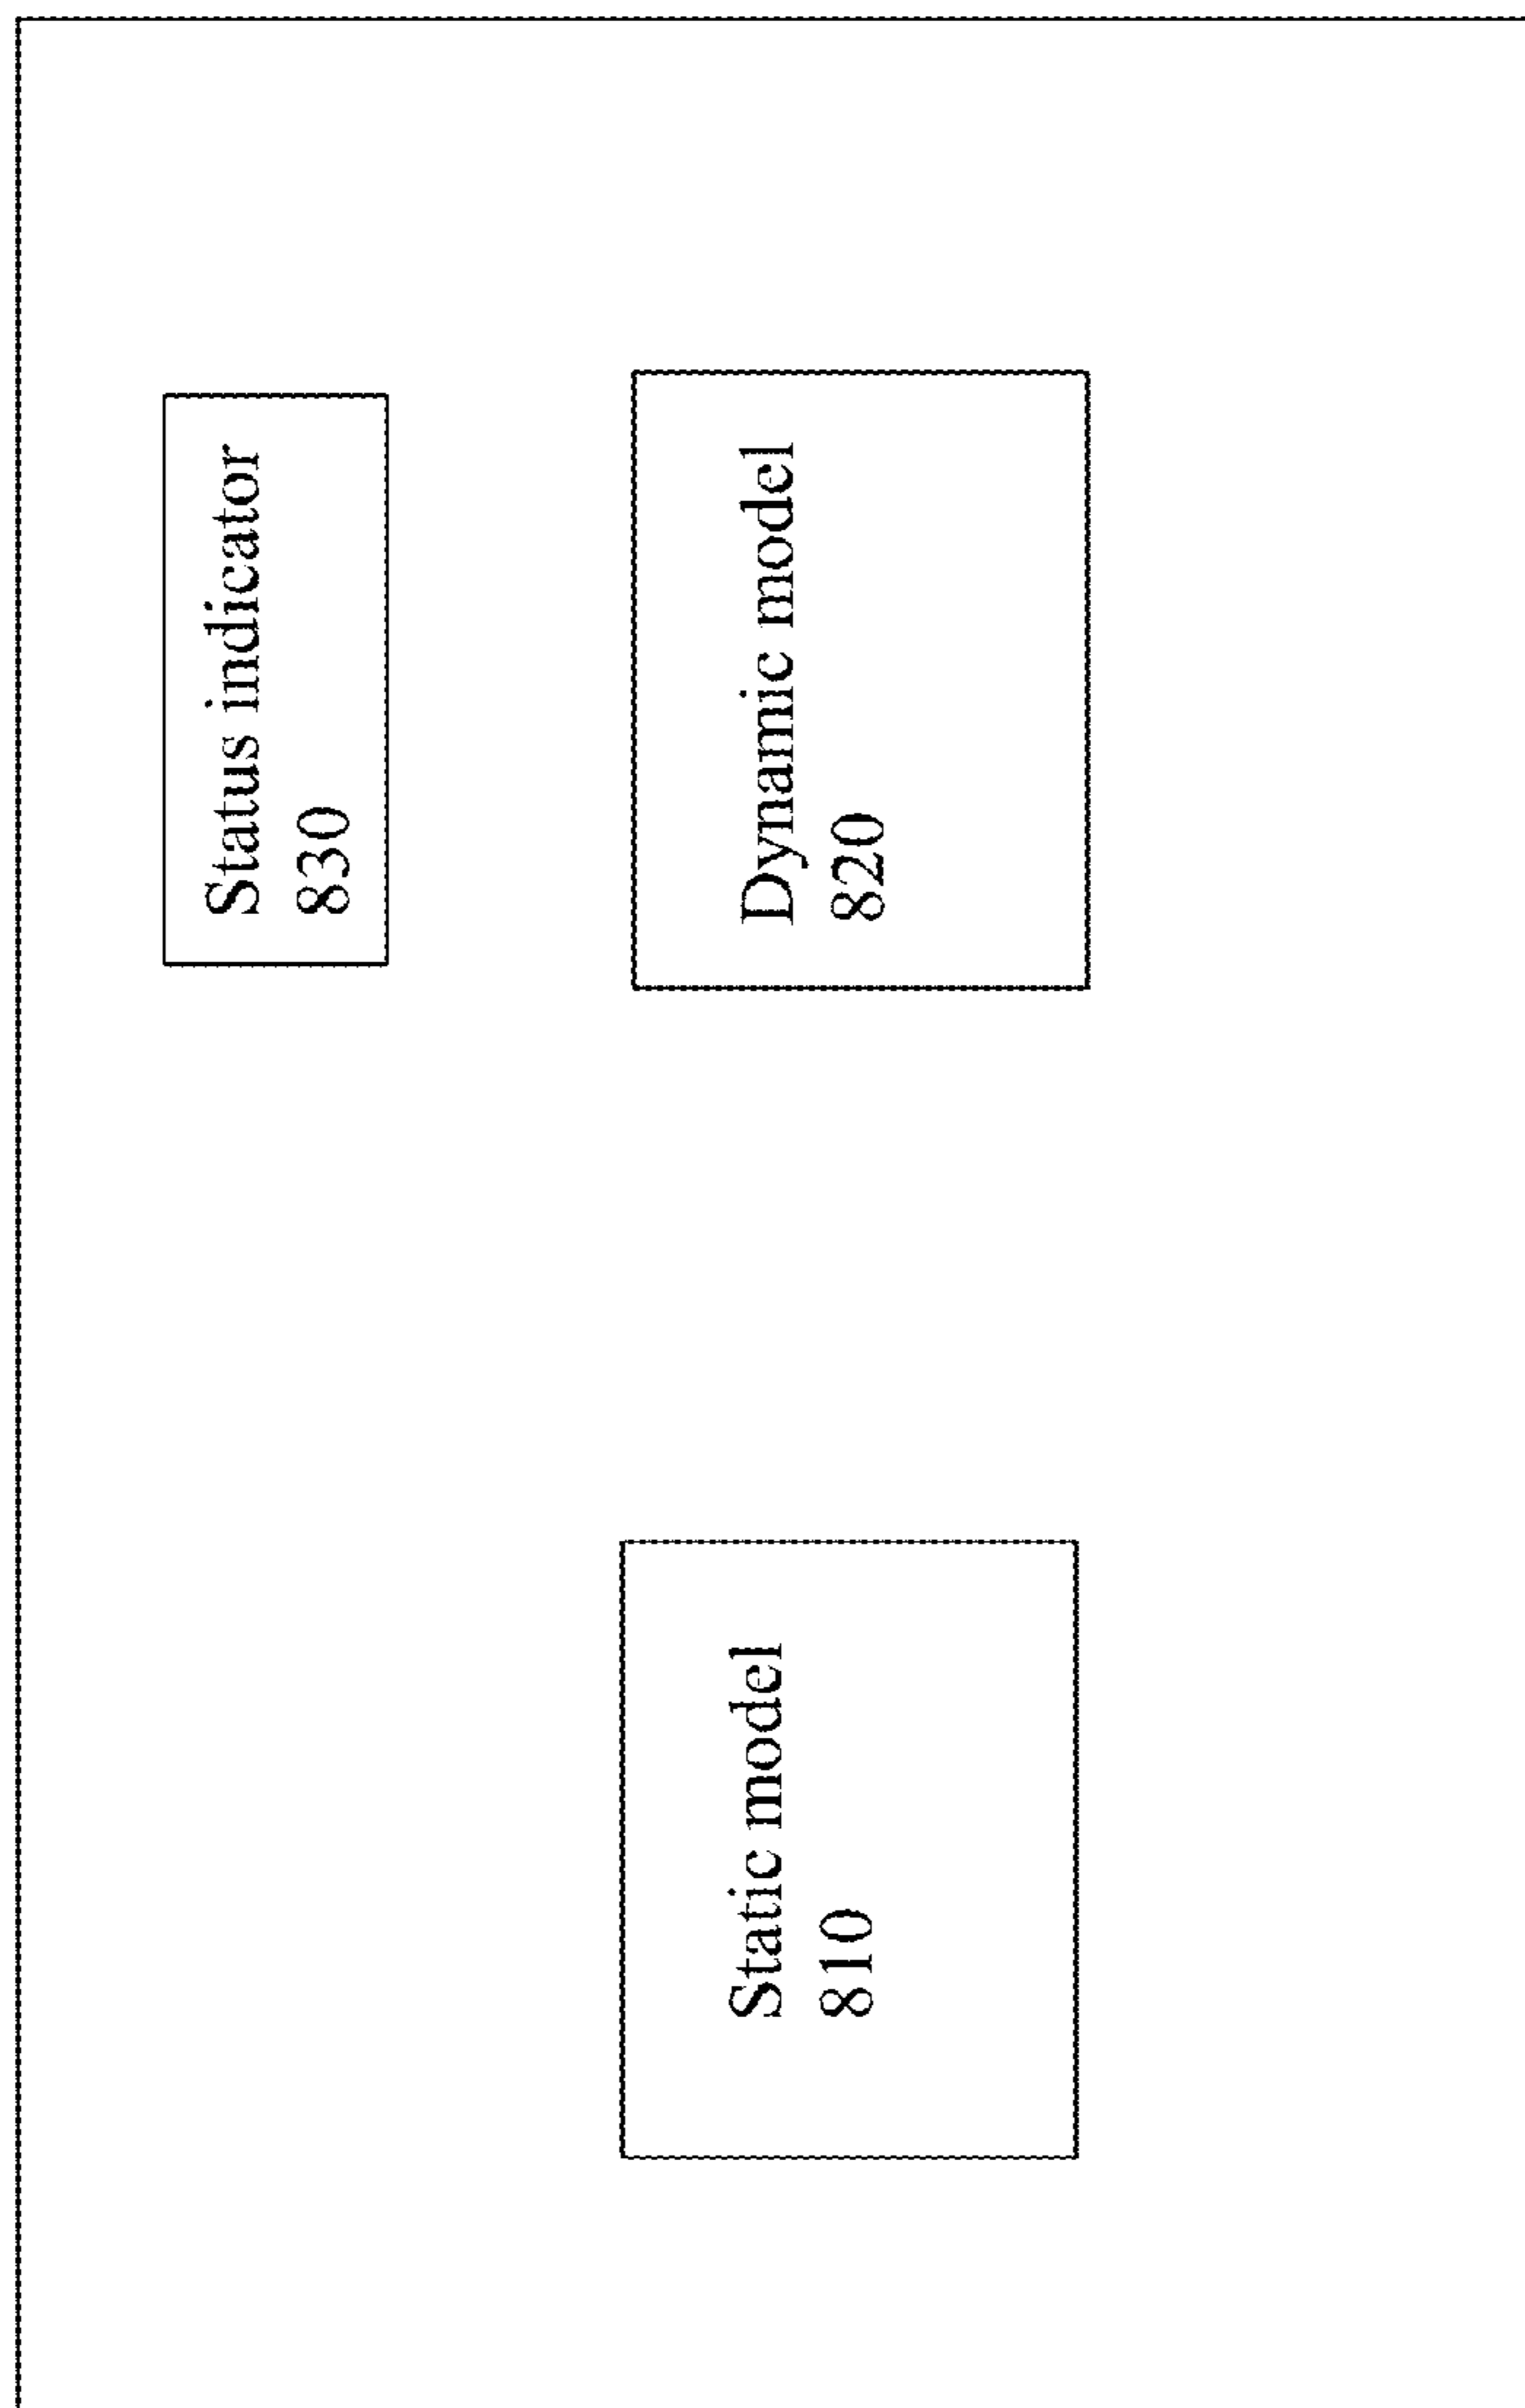 Status indicator
830
Static model
810
Dynamic model
820